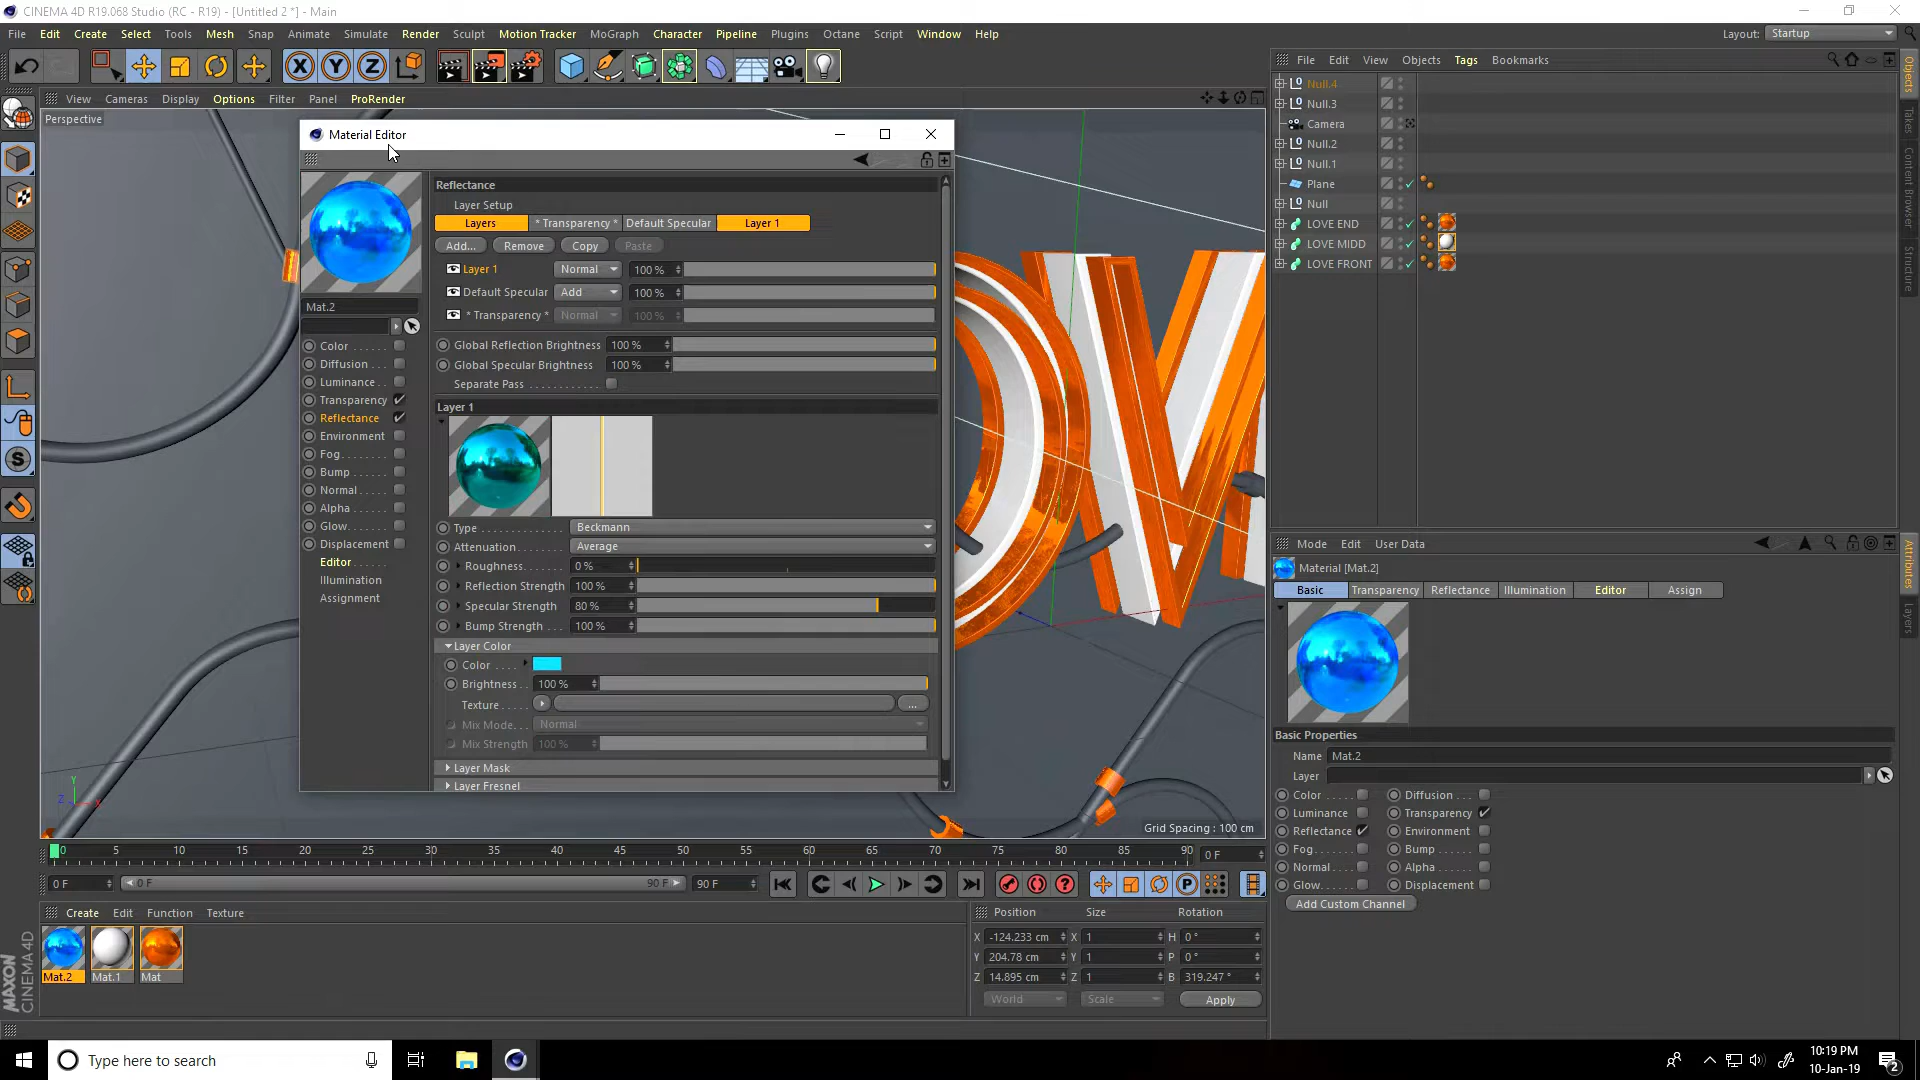 CINEMA 4D R19.068 Studio (RC - R19) - [Untitled 2 *] - Main
File Edit Create Select Tools Mesh Snap Animate Simulate Render Sculpt Motion Tracker MoGraph Character Pipeline Plugins Octane Script Window Help
Layout: Startup
View Cameras Display Options Filter Panel ProRender
Perspective
Material Editor
Mat.2
Color
Diffusion
Luminance
Transparency
Reflectance
Environment
Fog
Bump
Normal
Alpha
Glow
Displacement
Editor
Illumination
Assignment
Reflectance
Layer Setup
Layers * Transparency * Default Specular Layer 1
Add... Remove Copy Paste
Layer 1 Normal 100 %
Default Specular Add 100 %
* Transparency * Normal 100 %
Global Reflection Brightness 100 %
Global Specular Brightness 100 %
Separate Pass
Layer 1
Type Beckmann
Attenuation Average
Roughness 0 %
Reflection Strength 100 %
Specular Strength 80 %
Bump Strength 100 %
Layer Color
Color
Brightness 100 %
Texture ...
Mix Mode Normal
Mix Strength 100 %
Layer Mask
Layer Fresnel
Y
Z X
Grid Spacing : 100 cm
0 5 10 15 20 25 30 35 40 45 50 55 60 65 70 75 80 85 90 0 F
0 F 0 F 90 F 90 F
Create Edit Function Texture
Mat.2 Mat.1 Mat
MAXON
CINEMA 4D
Position Size Rotation
X -124.233 cm X 1 H 0 °
Y 204.78 cm Y 1 P 0 °
Z 14.895 cm Z 1 B 319.247 °
World Scale Apply
File Edit View Objects Tags Bookmarks
Null.4
Null.3
Camera
Null.2
Null.1
Plane
Null
LOVE END
LOVE MIDD
LOVE FRONT
Objects
Takes
Content Browser
Structure
Attributes
Layers
Mode Edit User Data
Material [Mat.2]
Basic Transparency Reflectance Illumination Editor Assign
Basic Properties
Name Mat.2
Layer
Color Diffusion
Luminance Transparency
Reflectance Environment
Fog Bump
Normal Alpha
Glow Displacement
Add Custom Channel
Type here to search
10:19 PM
10-Jan-19
2